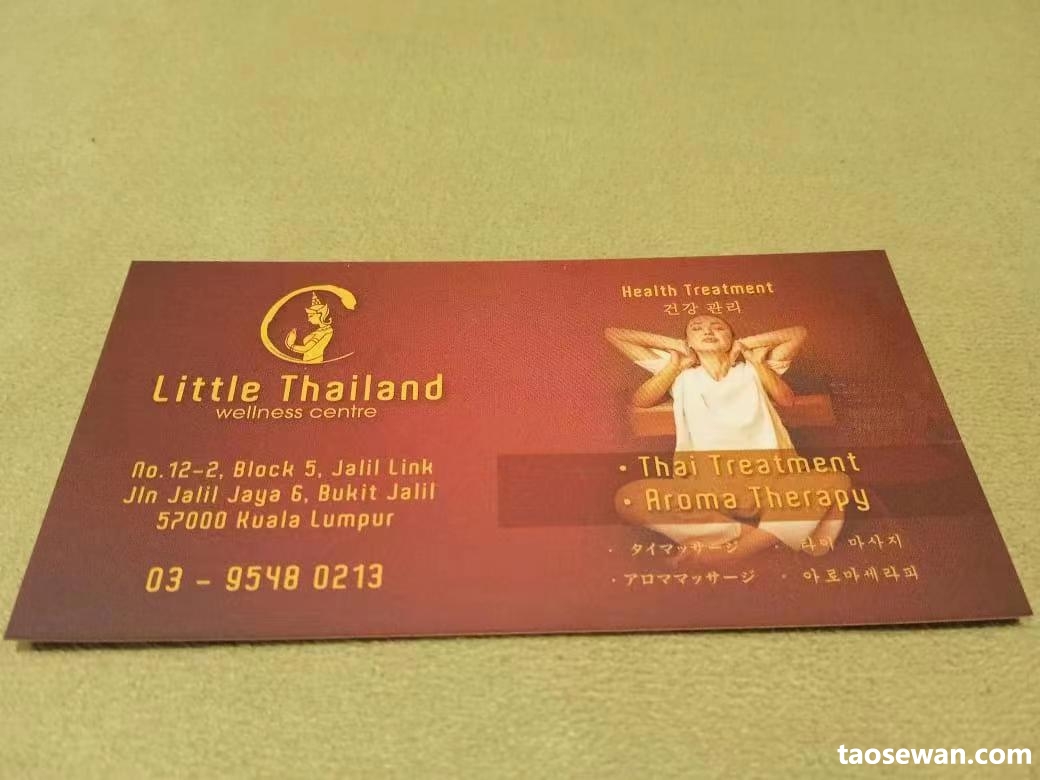 Little Thailand
wellness centre
No.12-2, Block 5, Jalil Link
Jln Jalil Jaya 6, Bukit Jalil
57000 Kuala Lumpur
03 - 9548 0213
Health Treatment
건강 관리
• Thai Treatment
• Aroma Therapy
· タイマッサージ · 타이 마사지
· アロママッサージ · 아로마세라피
taosewan.com